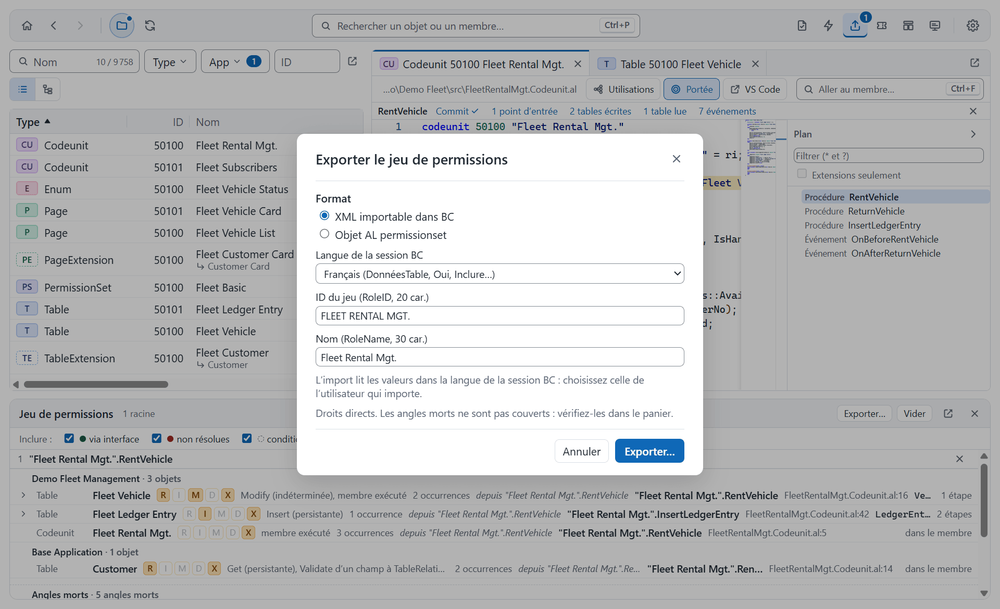 Rechercher un objet ou un membre... Ctrl+P 1
Nom 10 / 9 758 Type App 1 ID
CU Codeunit 50100 Fleet Rental Mgt. T Table 50100 Fleet Vehicle
...o\Demo Fleet\src\FleetRentalMgt.Codeunit.al Utilisations Portée VS Code Aller au membre... Ctrl+F
RentVehicle Commit ✓ 1 point d’entrée 2 tables écrites 1 table lue 7 événements
1 codeunit 50100 "Fleet Rental Mgt."
" = ri;
Fleet V
, IsHar
s::Avai
erNo);
d;
Plan
Filtrer (* et ?)
Extensions seulement
Procédure RentVehicle
Procédure ReturnVehicle
Procédure InsertLedgerEntry
Événement OnBeforeRentVehicle
Événement OnAfterReturnVehicle
Type ID Nom
CU Codeunit 50100 Fleet Rental Mgt.
CU Codeunit 50101 Fleet Subscribers
E Enum 50100 Fleet Vehicle Status
P Page 50101 Fleet Vehicle Card
P Page 50100 Fleet Vehicle List
PE PageExtension 50100 Fleet Customer Card
↳ Customer Card
PS PermissionSet 50100 Fleet Basic
T Table 50101 Fleet Ledger Entry
T Table 50100 Fleet Vehicle
TE TableExtension 50100 Fleet Customer
↳ Customer
Exporter le jeu de permissions
Format
XML importable dans BC
Objet AL permissionset
Langue de la session BC
Français (DonnéesTable, Oui, Inclure...)
ID du jeu (RoleID, 20 car.)
FLEET RENTAL MGT.
Nom (RoleName, 30 car.)
Fleet Rental Mgt.
L’import lit les valeurs dans la langue de la session BC : choisissez celle de
l’utilisateur qui importe.
Droits directs. Les angles morts ne sont pas couverts : vérifiez-les dans le panier.
Annuler Exporter...
Jeu de permissions 1 racine Exporter... Vider
Inclure : via interface non résolues conditio
1 "Fleet Rental Mgt.".RentVehicle
Demo Fleet Management · 3 objets
Table Fleet Vehicle R I M D X Modify (indéterminée), membre exécuté 2 occurrences depuis "Fleet Rental Mgt.".RentVehicle "Fleet Rental Mgt.".RentVehicle FleetRentalMgt.Codeunit.al:16 Ve... 1 étape
Table Fleet Ledger Entry R I M D X Insert (persistante) 1 occurrence depuis "Fleet Rental Mgt.".RentVehicle "Fleet Rental Mgt.".InsertLedgerEntry FleetRentalMgt.Codeunit.al:42 LedgerEnt... 2 étapes
Codeunit Fleet Rental Mgt. R I M D X membre exécuté 3 occurrences depuis "Fleet Rental Mgt.".RentVehicle "Fleet Rental Mgt.".RentVehicle FleetRentalMgt.Codeunit.al:5 dans le membre
Base Application · 1 objet
Table Customer R I M D X Get (persistante), Validate d’un champ à TableRelati... 2 occurrences depuis "Fleet Rental Mgt.".Re... "Fleet Rental Mgt.".Ren... FleetRentalMgt.Codeunit.al:14 dans le membre
Angles morts · 5 angles morts